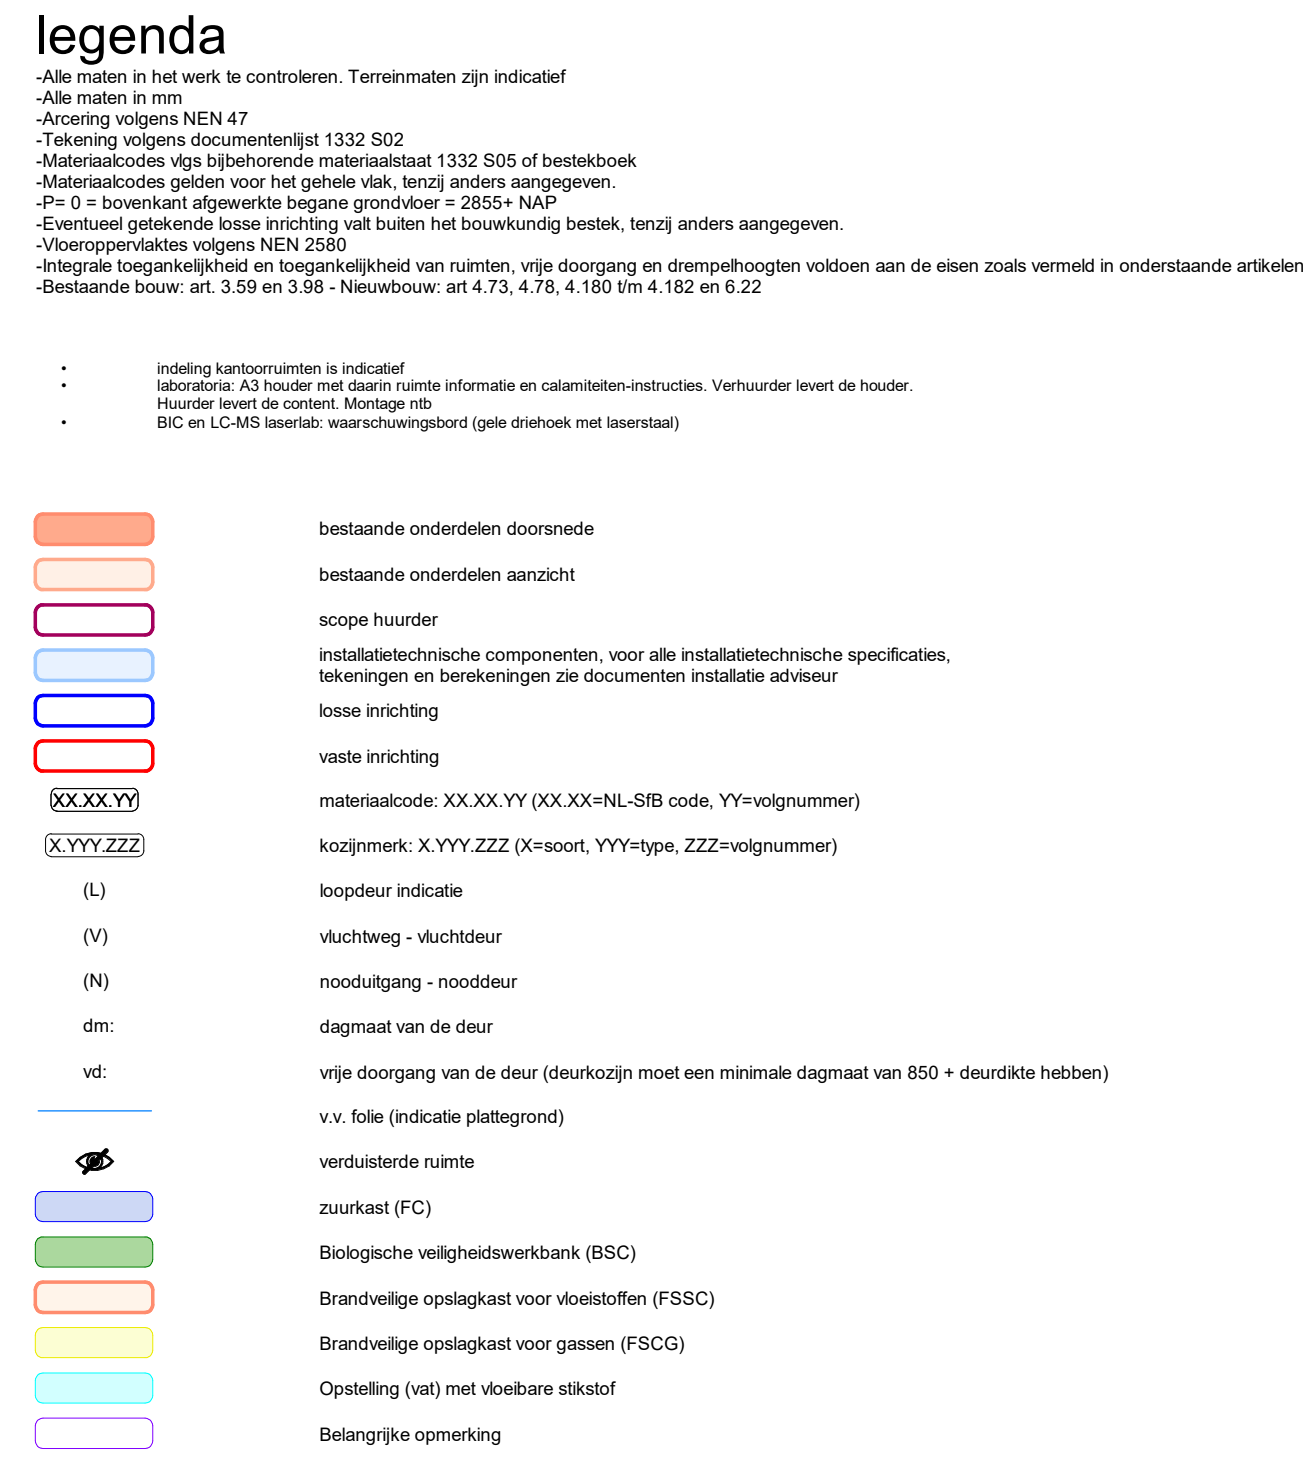 legenda
-Alle maten in het werk te controleren. Terreinmaten zijn indicatief
-Alle maten in mm
-Arcering volgens NEN 47
-Tekening volgens documentenlijst 1332 S02
-Materiaalcodes vlgs bijbehorende materiaalstaat 1332 S05 of bestekboek
-Materiaalcodes gelden voor het gehele vlak, tenzij anders aangegeven.
-P= 0 = bovenkant afgewerkte begane grondvloer = 2855+ NAP
-Eventueel getekende losse inrichting valt buiten het bouwkundig bestek, tenzij anders aangegeven.
-Vloeroppervlaktes volgens NEN 2580
-Integrale toegankelijkheid en toegankelijkheid van ruimten, vrije doorgang en drempelhoogten voldoen aan de eisen zoals vermeld in onderstaande artikelen
-Bestaande bouw: art. 3.59 en 3.98 - Nieuwbouw: art 4.73, 4.78, 4.180 t/m 4.182 en 6.22
• indeling kantoorruimten is indicatief
• laboratoria: A3 houder met daarin ruimte informatie en calamiteiten-instructies. Verhuurder levert de houder.
Huurder levert de content. Montage ntb
• BIC en LC-MS laserlab: waarschuwingsbord (gele driehoek met laserstaal)
bestaande onderdelen doorsnede
bestaande onderdelen aanzicht
scope huurder
installatietechnische componenten, voor alle installatietechnische specificaties,
tekeningen en berekeningen zie documenten installatie adviseur
losse inrichting
vaste inrichting
XX.XX.YY materiaalcode: XX.XX.YY (XX.XX=NL-SfB code, YY=volgnummer)
X.YYY.ZZZ kozijnmerk: X.YYY.ZZZ (X=soort, YYY=type, ZZZ=volgnummer)
(L) loopdeur indicatie
(V) vluchtweg - vluchtdeur
(N) nooduitgang - nooddeur
dm: dagmaat van de deur
vd: vrije doorgang van de deur (deurkozijn moet een minimale dagmaat van 850 + deurdikte hebben)
v.v. folie (indicatie plattegrond)
verduisterde ruimte
zuurkast (FC)
Biologische veiligheidswerkbank (BSC)
Brandveilige opslagkast voor vloeistoffen (FSSC)
Brandveilige opslagkast voor gassen (FSCG)
Opstelling (vat) met vloeibare stikstof
Belangrijke opmerking